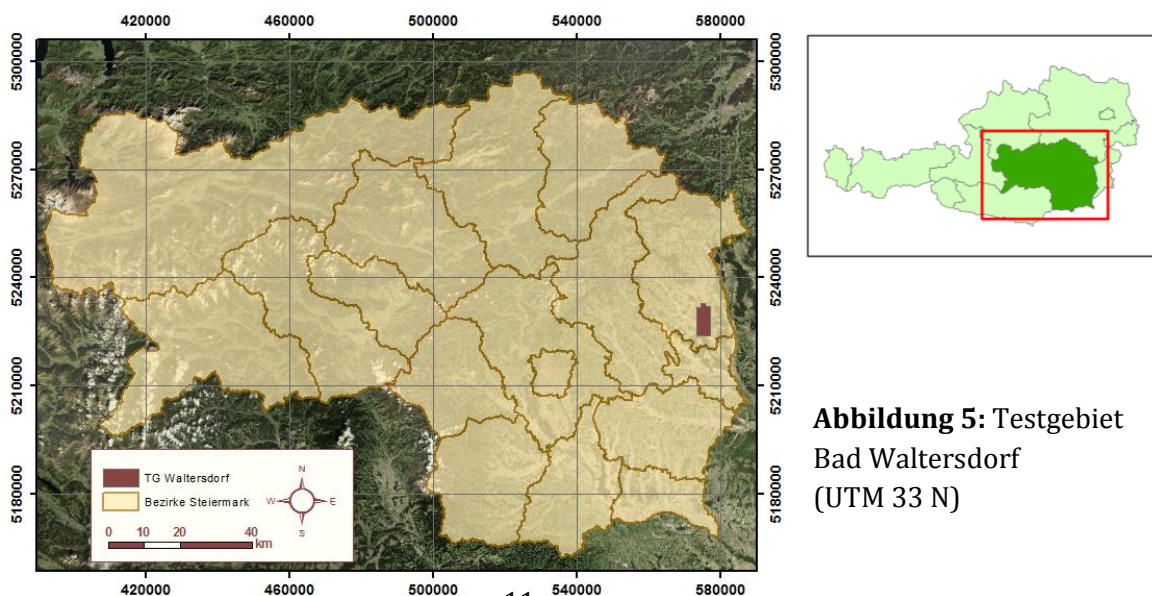 420000 460000 500000 540000 580000
5300000
5270000
5240000
5210000
5180000
5300000
5270000
5240000
5210000
5180000
TG Waltersdorf
Bezirke Steiermark
N
W E
S
0 10 20 40
km
420000 460000 500000 540000 580000
11
Abbildung 5: Testgebiet
Bad Waltersdorf
(UTM 33 N)